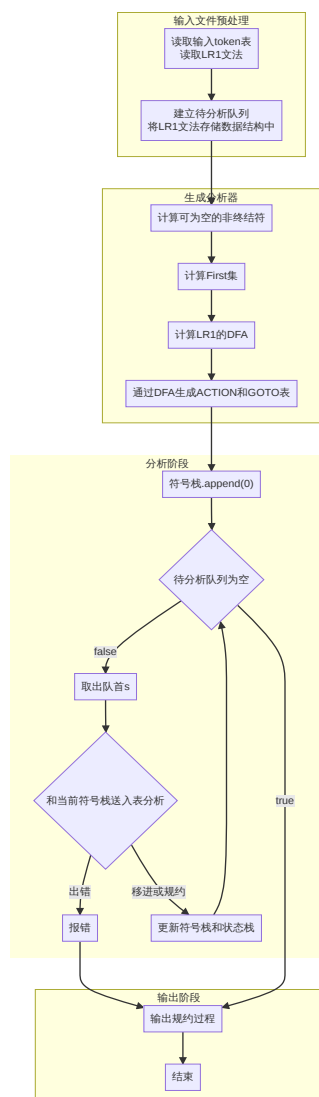 输入文件预处理
读取输入token表
读取LR1文法
建立待分析队列
将LR1文法存储数据结构中
生成分析器
计算可为空的非终结符
计算First集
计算LR1的DFA
通过DFA生成ACTION和GOTO表
分析阶段
符号栈.append(0)
待分析队列为空
false
取出队首s
和当前符号栈送入表分析
true
出错
移进或规约
报错
更新符号栈和状态栈
输出阶段
输出规约过程
结束